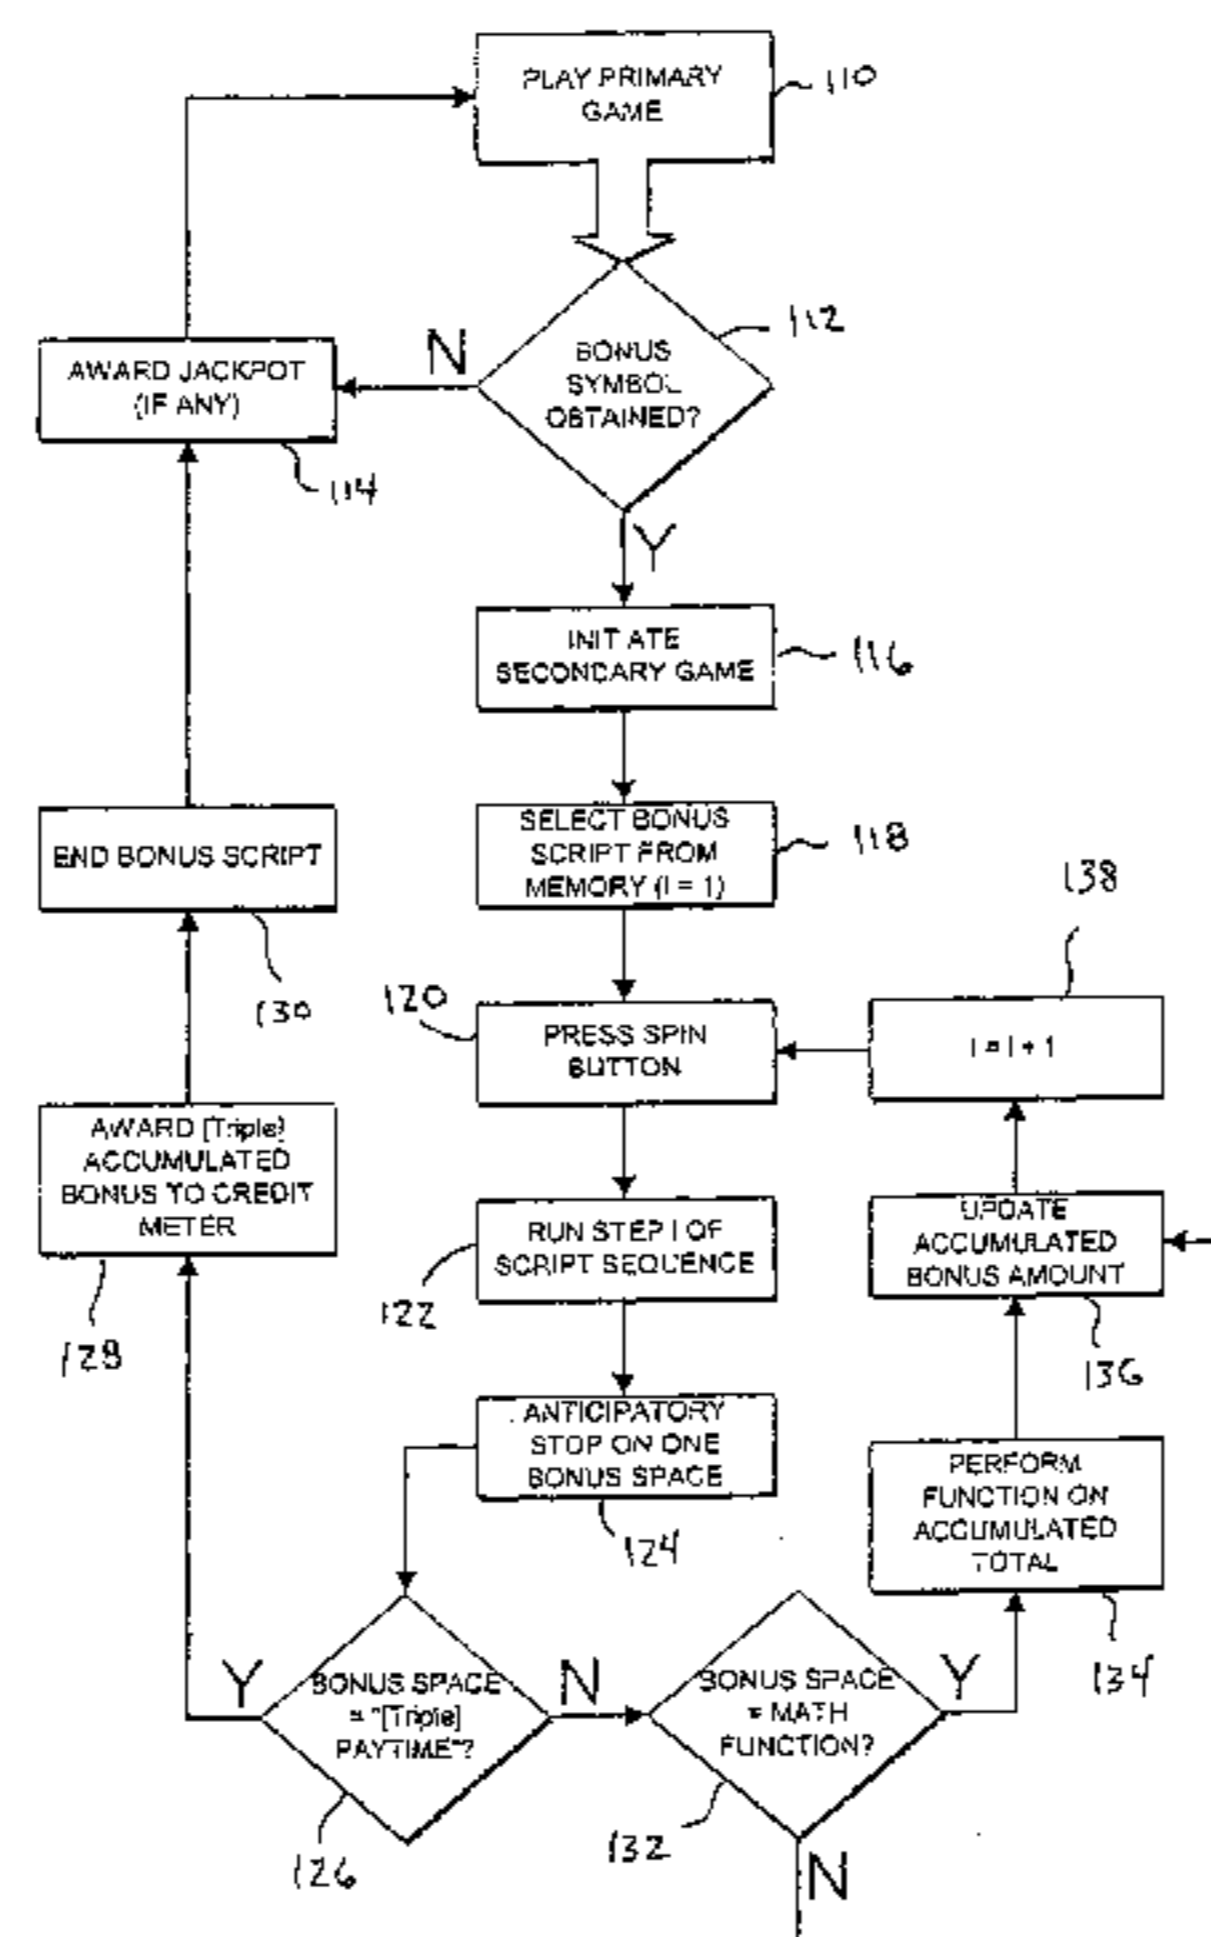 PLAY PRIMARY
GAME
110
112
BONUS
SYMBOL
OBTAINED?
N
AWARD JACKPOT
(IF ANY)
114
Y
INITIATE
SECONDARY GAME
116
SELECT BONUS
SCRIPT FROM
MEMORY (I = 1)
118
END BONUS SCRIPT
130
138
120
PRESS SPIN
BUTTON
I = I + 1
AWARD [Triple]
ACCUMULATED
BONUS TO CREDIT
METER
128
RUN STEP I OF
SCRIPT SEQUENCE
122
UPDATE
ACCUMULATED
BONUS AMOUNT
136
ANTICIPATORY
STOP ON ONE
BONUS SPACE
124
PERFORM
FUNCTION ON
ACCUMULATED
TOTAL
134
Y
BONUS SPACE
= "[Triple]
PAYTIME"?
126
N
BONUS SPACE
= MATH
FUNCTION?
132
Y
N